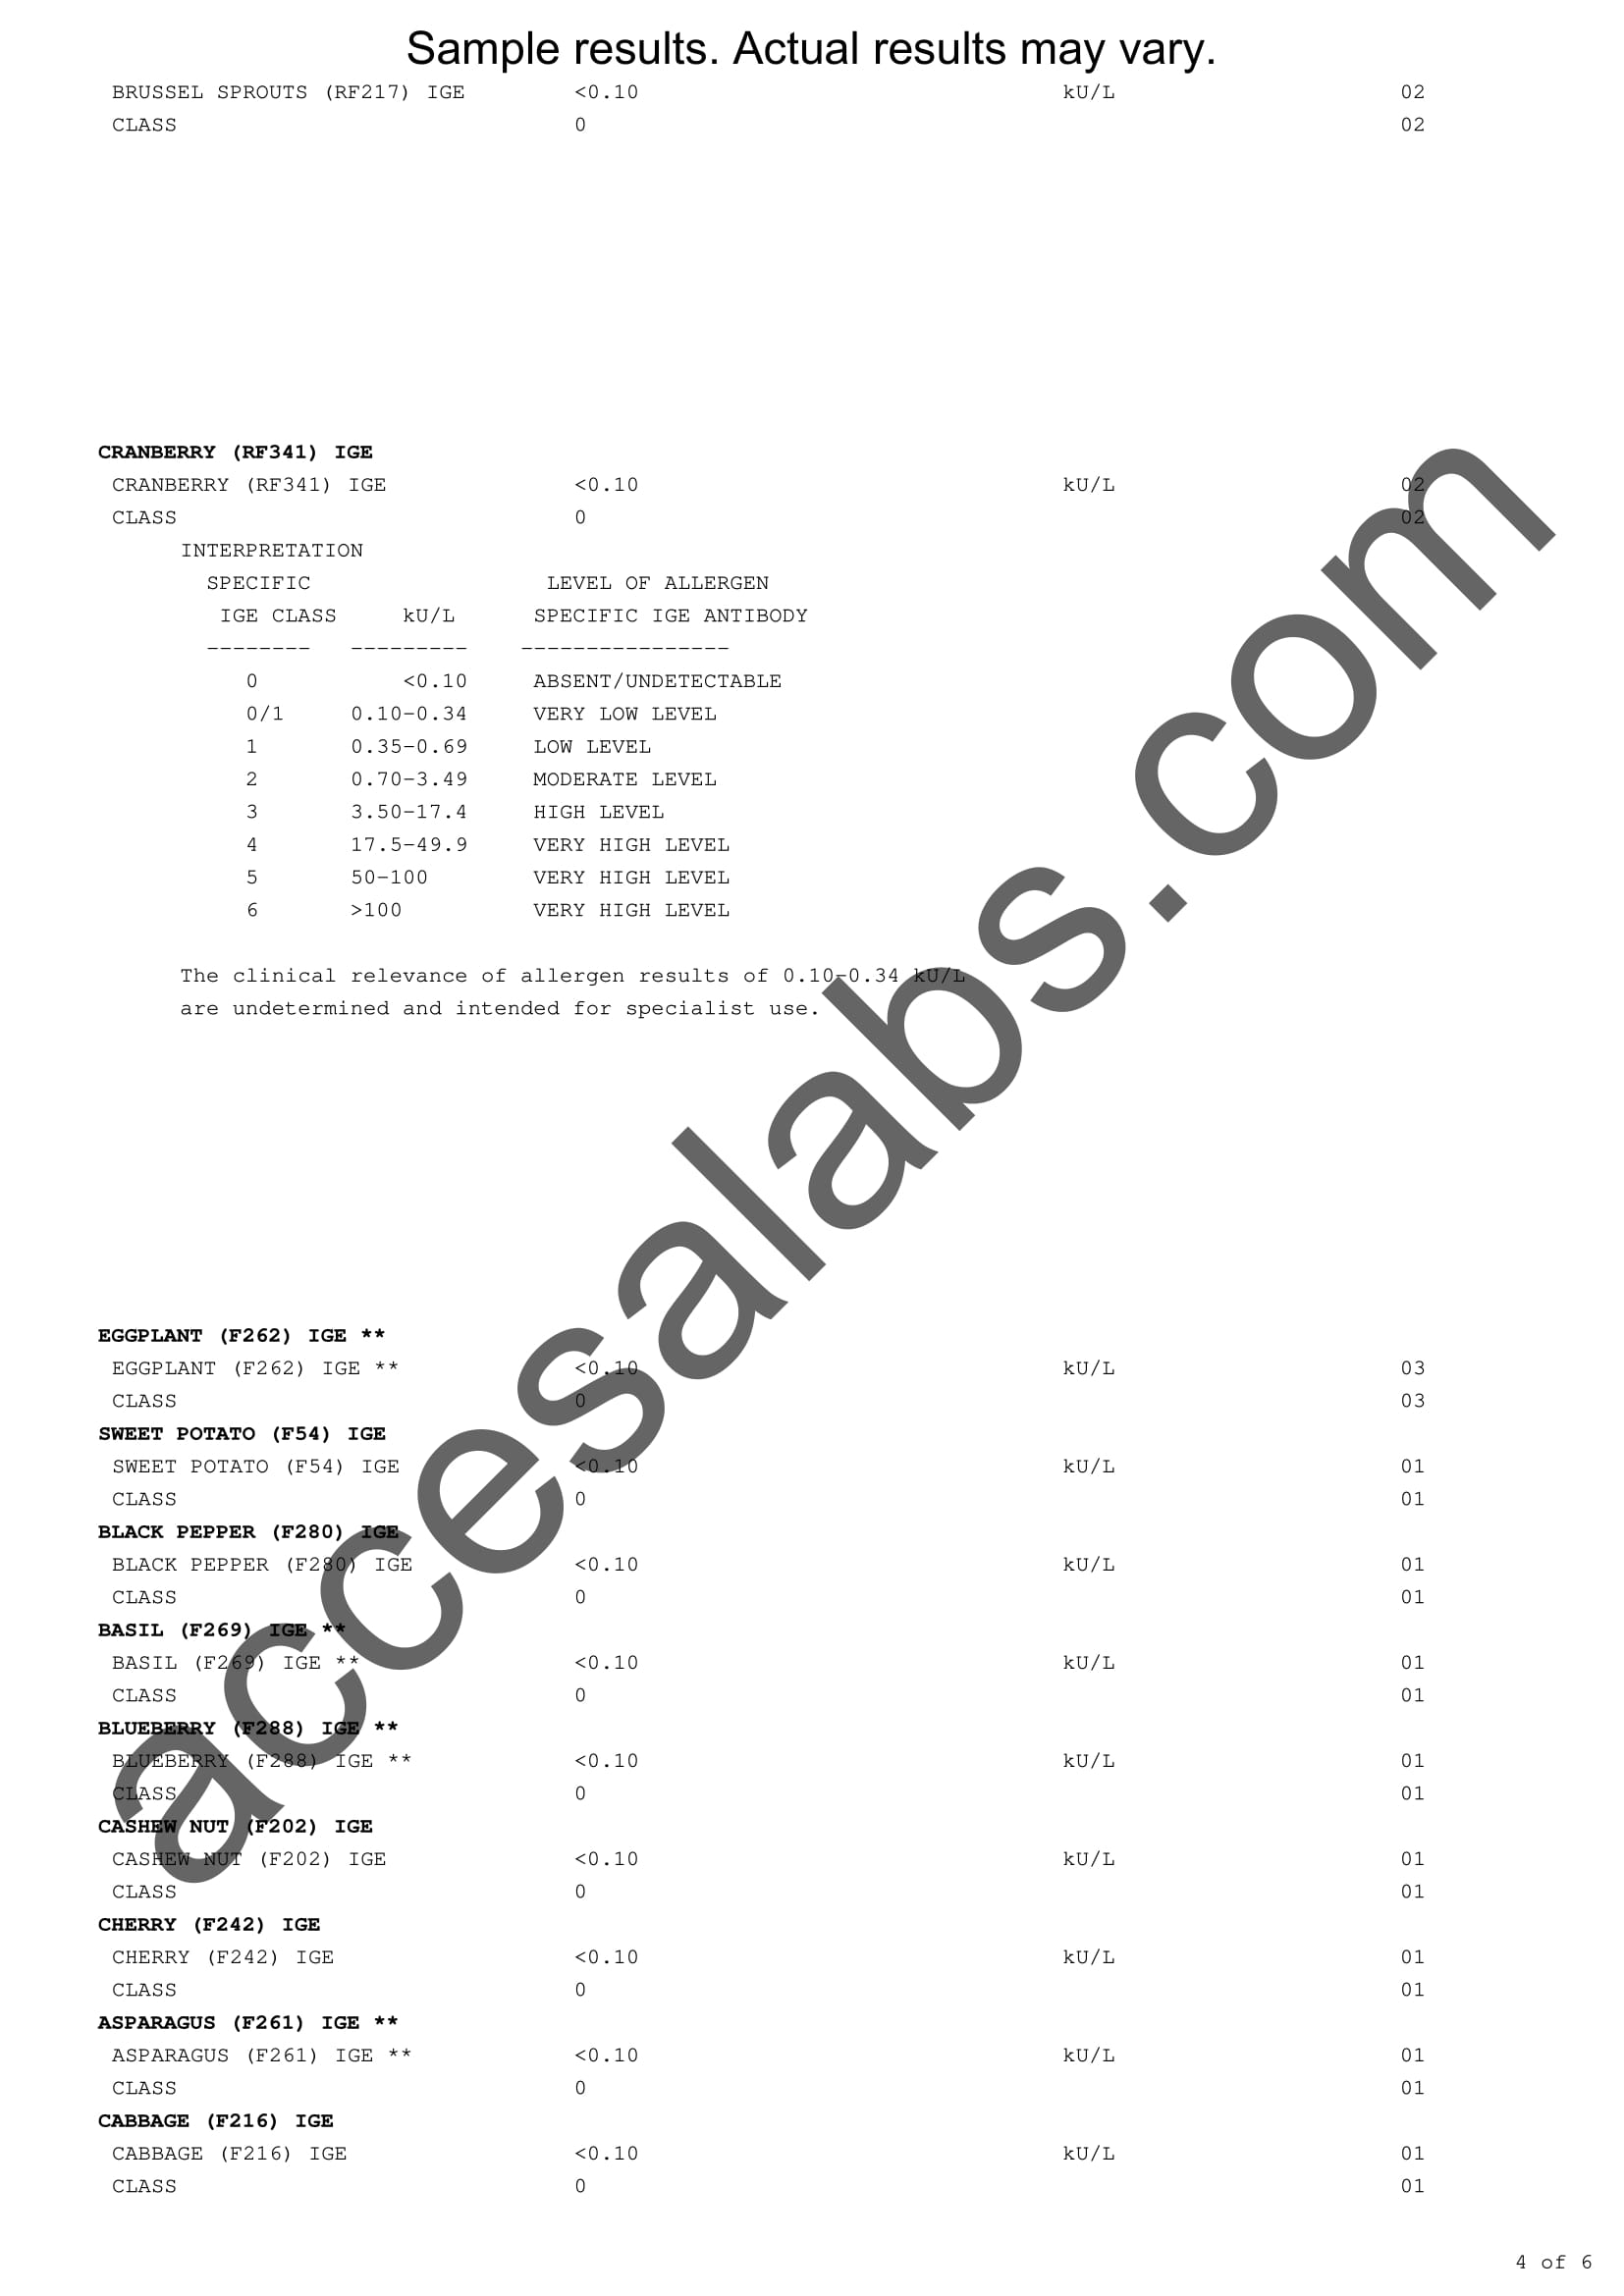 Sample results. Actual results may vary.
BRUSSEL SPROUTS (RF217) IGE <0.10 kU/L 02
CLASS 0 02
CRANBERRY (RF341) IGE
CRANBERRY (RF341) IGE <0.10 kU/L 02
CLASS 0 02
INTERPRETATION
SPECIFIC LEVEL OF ALLERGEN
IGE CLASS kU/L SPECIFIC IGE ANTIBODY
-------- --------- ----------------
0 <0.10 ABSENT/UNDETECTABLE
0/1 0.10-0.34 VERY LOW LEVEL
1 0.35-0.69 LOW LEVEL
2 0.70-3.49 MODERATE LEVEL
3 3.50-17.4 HIGH LEVEL
4 17.5-49.9 VERY HIGH LEVEL
5 50-100 VERY HIGH LEVEL
6 >100 VERY HIGH LEVEL
The clinical relevance of allergen results of 0.10-0.34 kU/L
are undetermined and intended for specialist use.
EGGPLANT (F262) IGE **
EGGPLANT (F262) IGE ** <0.10 kU/L 03
CLASS 0 03
SWEET POTATO (F54) IGE
SWEET POTATO (F54) IGE <0.10 kU/L 01
CLASS 0 01
BLACK PEPPER (F280) IGE
BLACK PEPPER (F280) IGE <0.10 kU/L 01
CLASS 0 01
BASIL (F269) IGE **
BASIL (F269) IGE ** <0.10 kU/L 01
CLASS 0 01
BLUEBERRY (F288) IGE **
BLUEBERRY (F288) IGE ** <0.10 kU/L 01
CLASS 0 01
CASHEW NUT (F202) IGE
CASHEW NUT (F202) IGE <0.10 kU/L 01
CLASS 0 01
CHERRY (F242) IGE
CHERRY (F242) IGE <0.10 kU/L 01
CLASS 0 01
ASPARAGUS (F261) IGE **
ASPARAGUS (F261) IGE ** <0.10 kU/L 01
CLASS 0 01
CABBAGE (F216) IGE
CABBAGE (F216) IGE <0.10 kU/L 01
CLASS 0 01
4 of 6
accesalabs.com